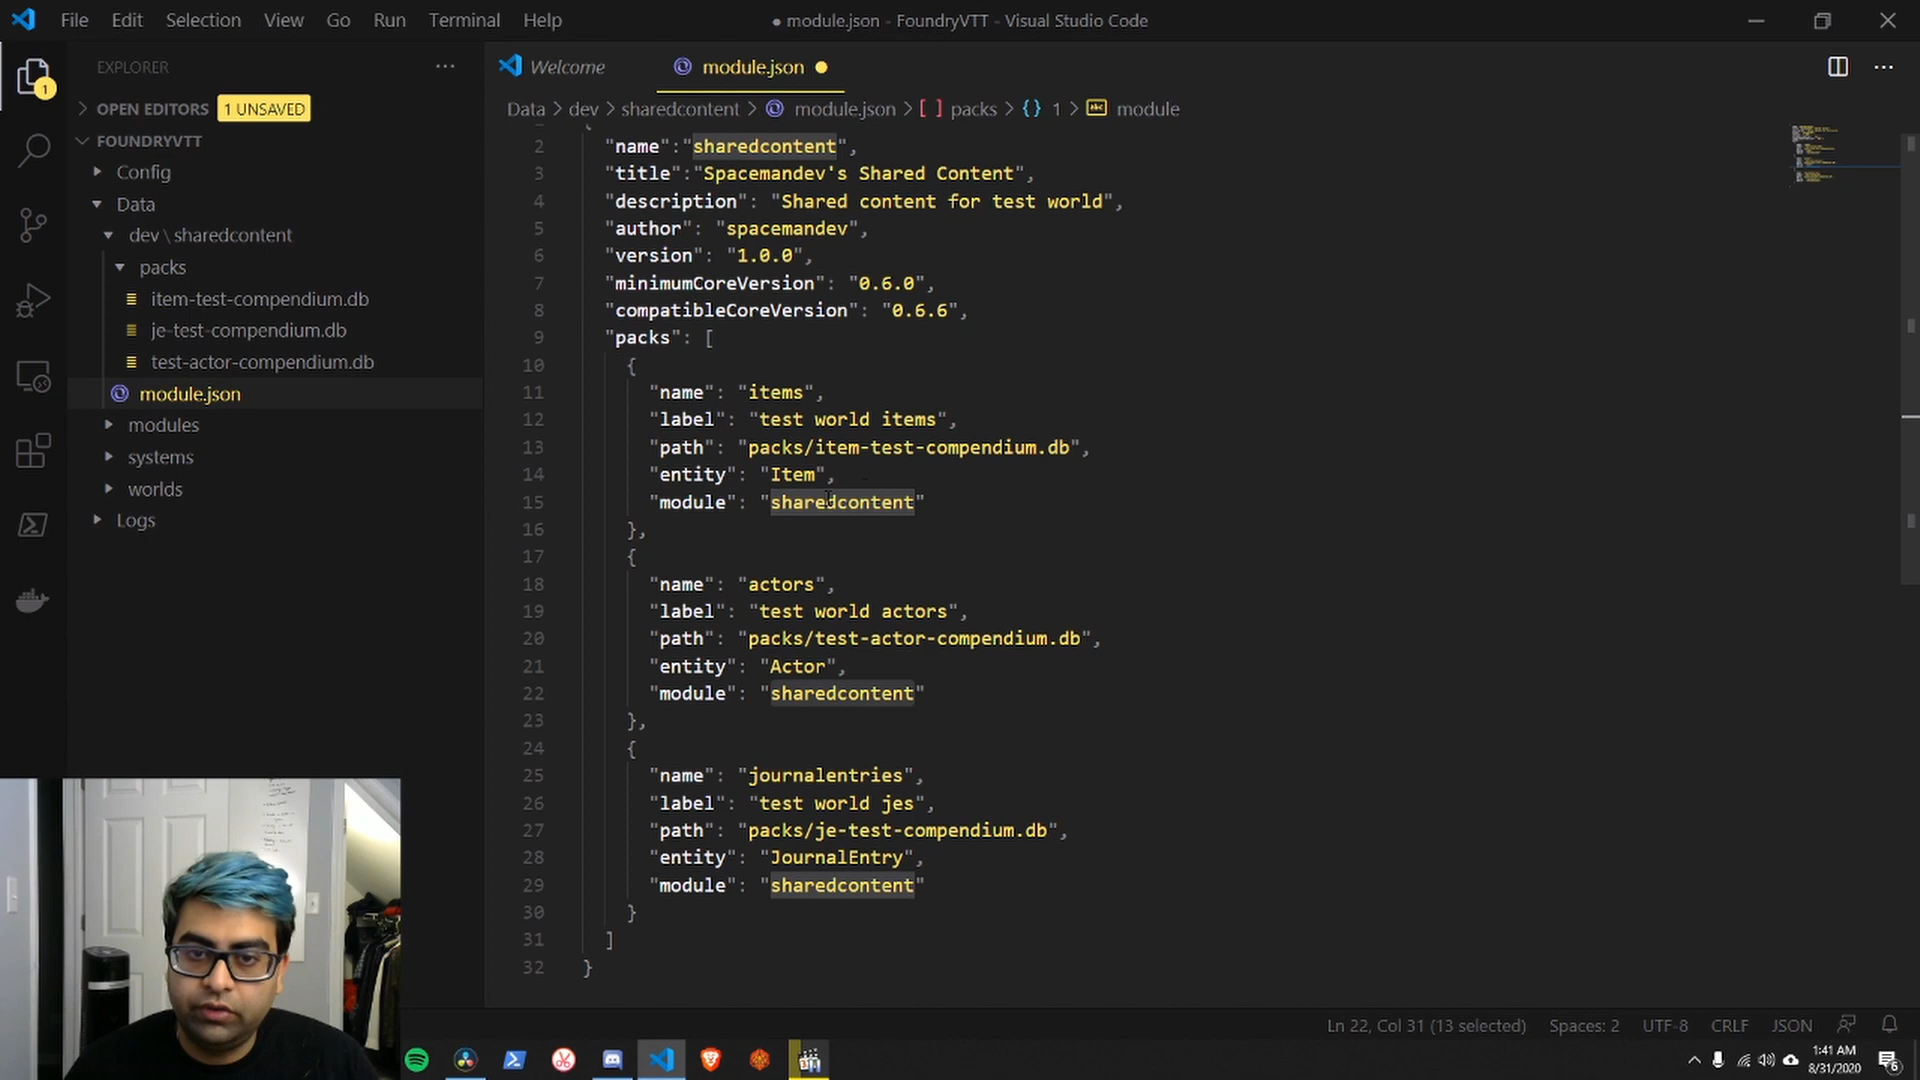 File Edit Selection View Go Run Terminal Help
● module.json - FoundryVTT - Visual Studio Code
EXPLORER
OPEN EDITORS 1 UNSAVED
FOUNDRYVTT
Config
Data
dev \ sharedcontent
packs
item-test-compendium.db
je-test-compendium.db
test-actor-compendium.db
module.json
modules
systems
worlds
Logs
1
Welcome module.json
Data > dev > sharedcontent > module.json > [ ] packs > {} 1 > abc module
2 "name":"sharedcontent",
3 "title":"Spacemandev's Shared Content",
4 "description": "Shared content for test world",
5 "author": "spacemandev",
6 "version": "1.0.0",
7 "minimumCoreVersion": "0.6.0",
8 "compatibleCoreVersion": "0.6.6",
9 "packs": [
10 {
11 "name": "items",
12 "label": "test world items",
13 "path": "packs/item-test-compendium.db",
14 "entity": "Item",
15 "module": "sharedcontent"
16 },
17 {
18 "name": "actors",
19 "label": "test world actors",
20 "path": "packs/test-actor-compendium.db",
21 "entity": "Actor",
22 "module": "sharedcontent"
23 },
24 {
25 "name": "journalentries",
26 "label": "test world jes",
27 "path": "packs/je-test-compendium.db",
28 "entity": "JournalEntry",
29 "module": "sharedcontent"
30 }
31 ]
32 }
Ln 22, Col 31 (13 selected) Spaces: 2 UTF-8 CRLF JSON
1:41 AM
8/31/2020
6